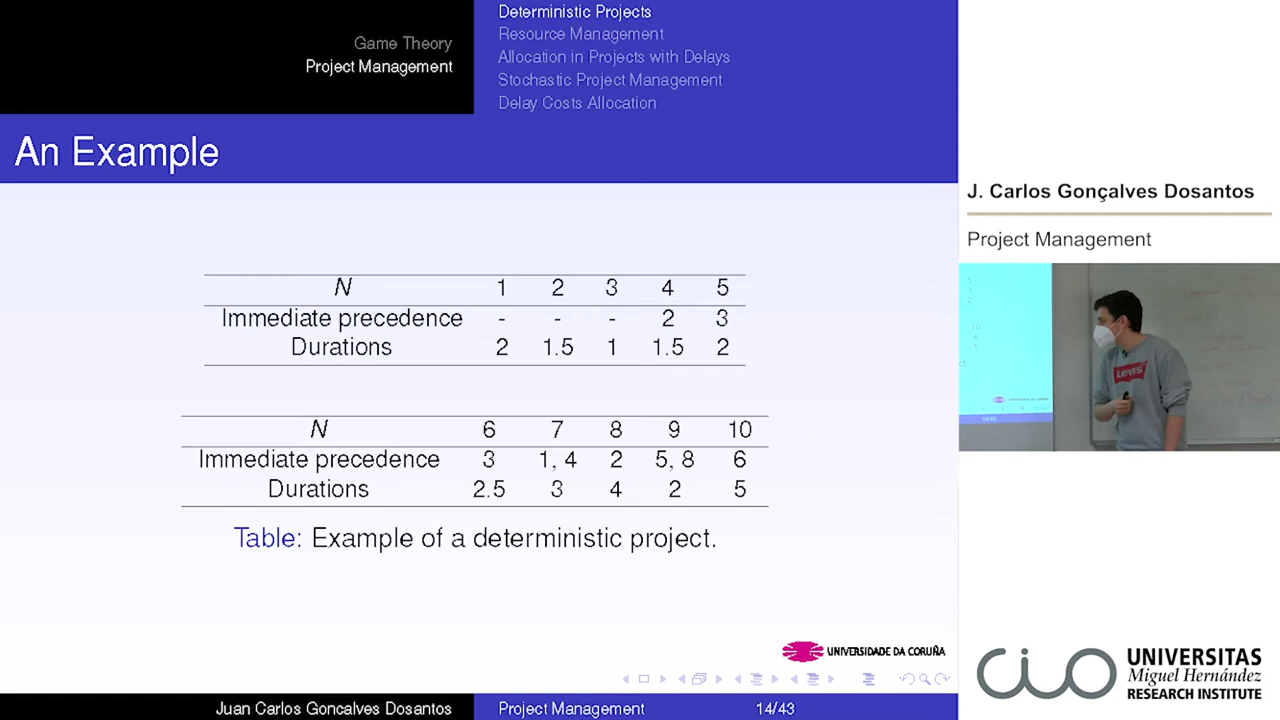 Game Theory
Project Management
Deterministic Projects
Resource Management
Allocation in Projects with Delays
Stochastic Project Management
Delay Costs Allocation
An Example
N 1 2 3 4 5
Immediate precedence - - - 2 3
Durations 2 1.5 1 1.5 2
N 6 7 8 9 10
Immediate precedence 3 1, 4 2 5, 8 6
Durations 2.5 3 4 2 5
Table: Example of a deterministic project.
UNIVERSIDADE DA CORUÑA
Juan Carlos Goncalves Dosantos Project Management 14/43
J. Carlos Gonçalves Dosantos
Project Management
LEVI'S
CIO
UNIVERSITAS
Miguel Hernández
RESEARCH INSTITUTE